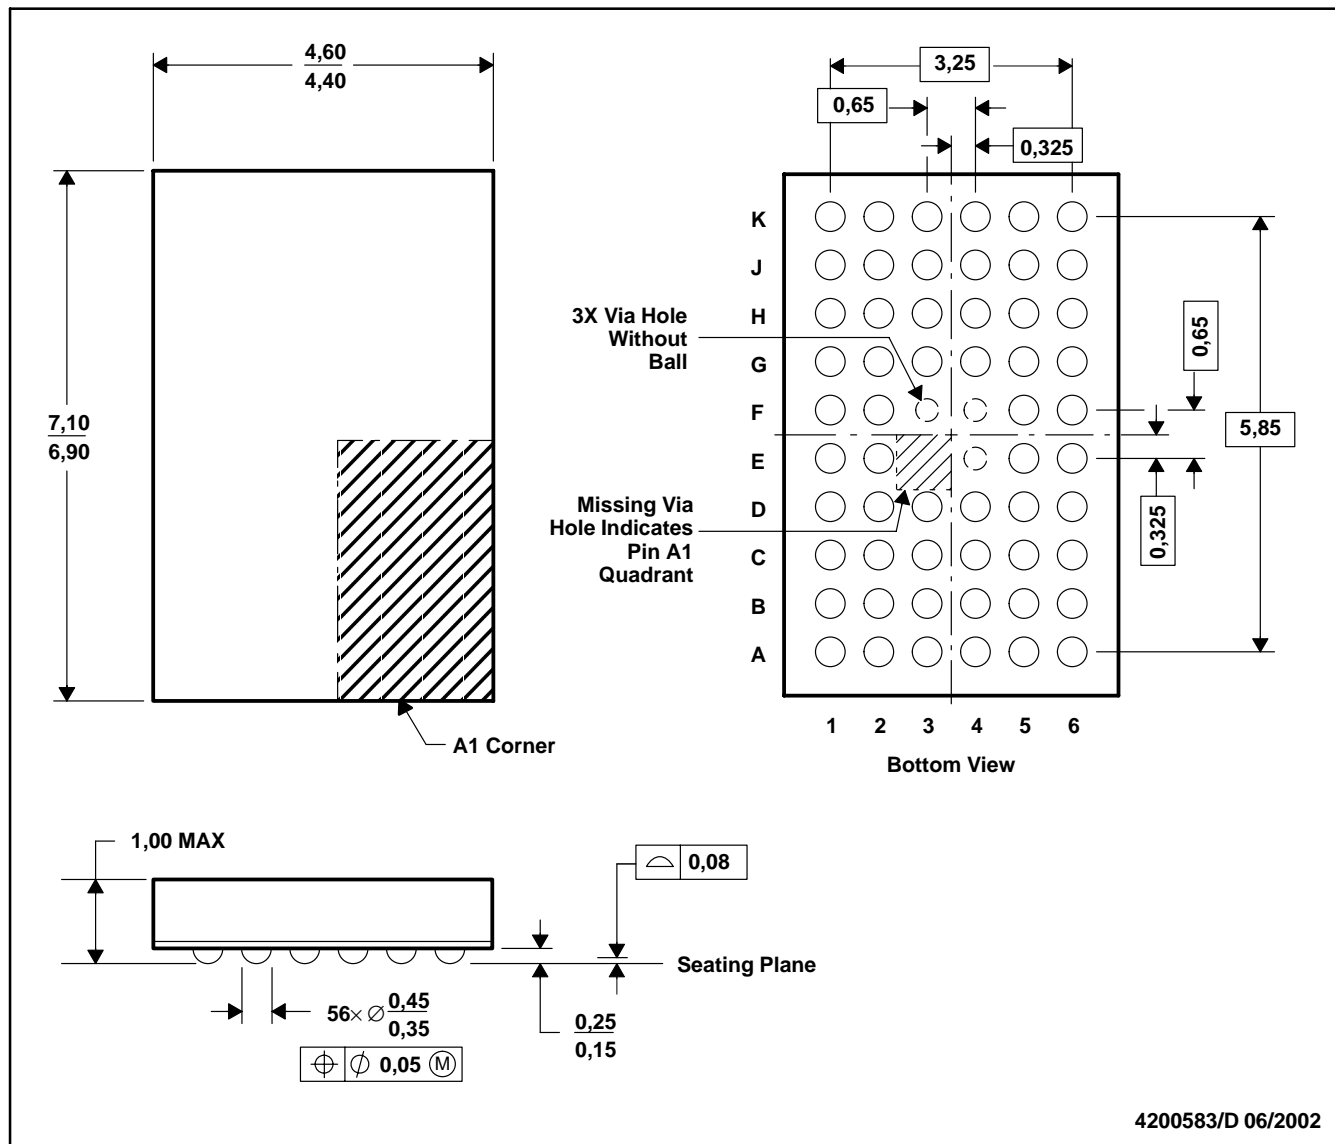 4,60
4,40
7,10
6,90
A1 Corner
3,25
0,65
0,325
K
J
H
G
F
E
D
C
B
A
3X Via Hole
Without
Ball
Missing Via
Hole Indicates
Pin A1
Quadrant
0,65
5,85
0,325
1 2 3 4 5 6
Bottom View
1,00 MAX
0,08
Seating Plane
56× ∅ 0,45
0,35
⌖ ∅ 0,05 Ⓜ
0,25
0,15
4200583/D 06/2002